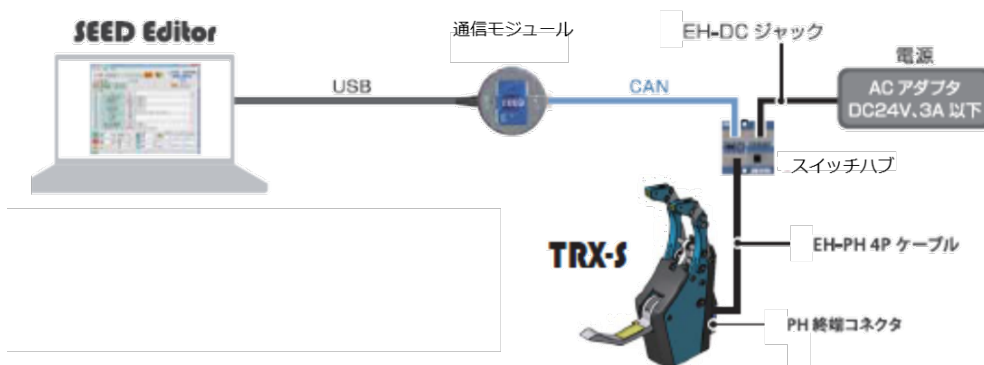 SEED Editor
通信モジュール
EH-DC ジャック
電源
USB
CAN
AC アダプタ
DC24V、3A 以下
SEED
スイッチハブ
TRX-S
EH-PH 4P ケーブル
PH 終端コネクタ